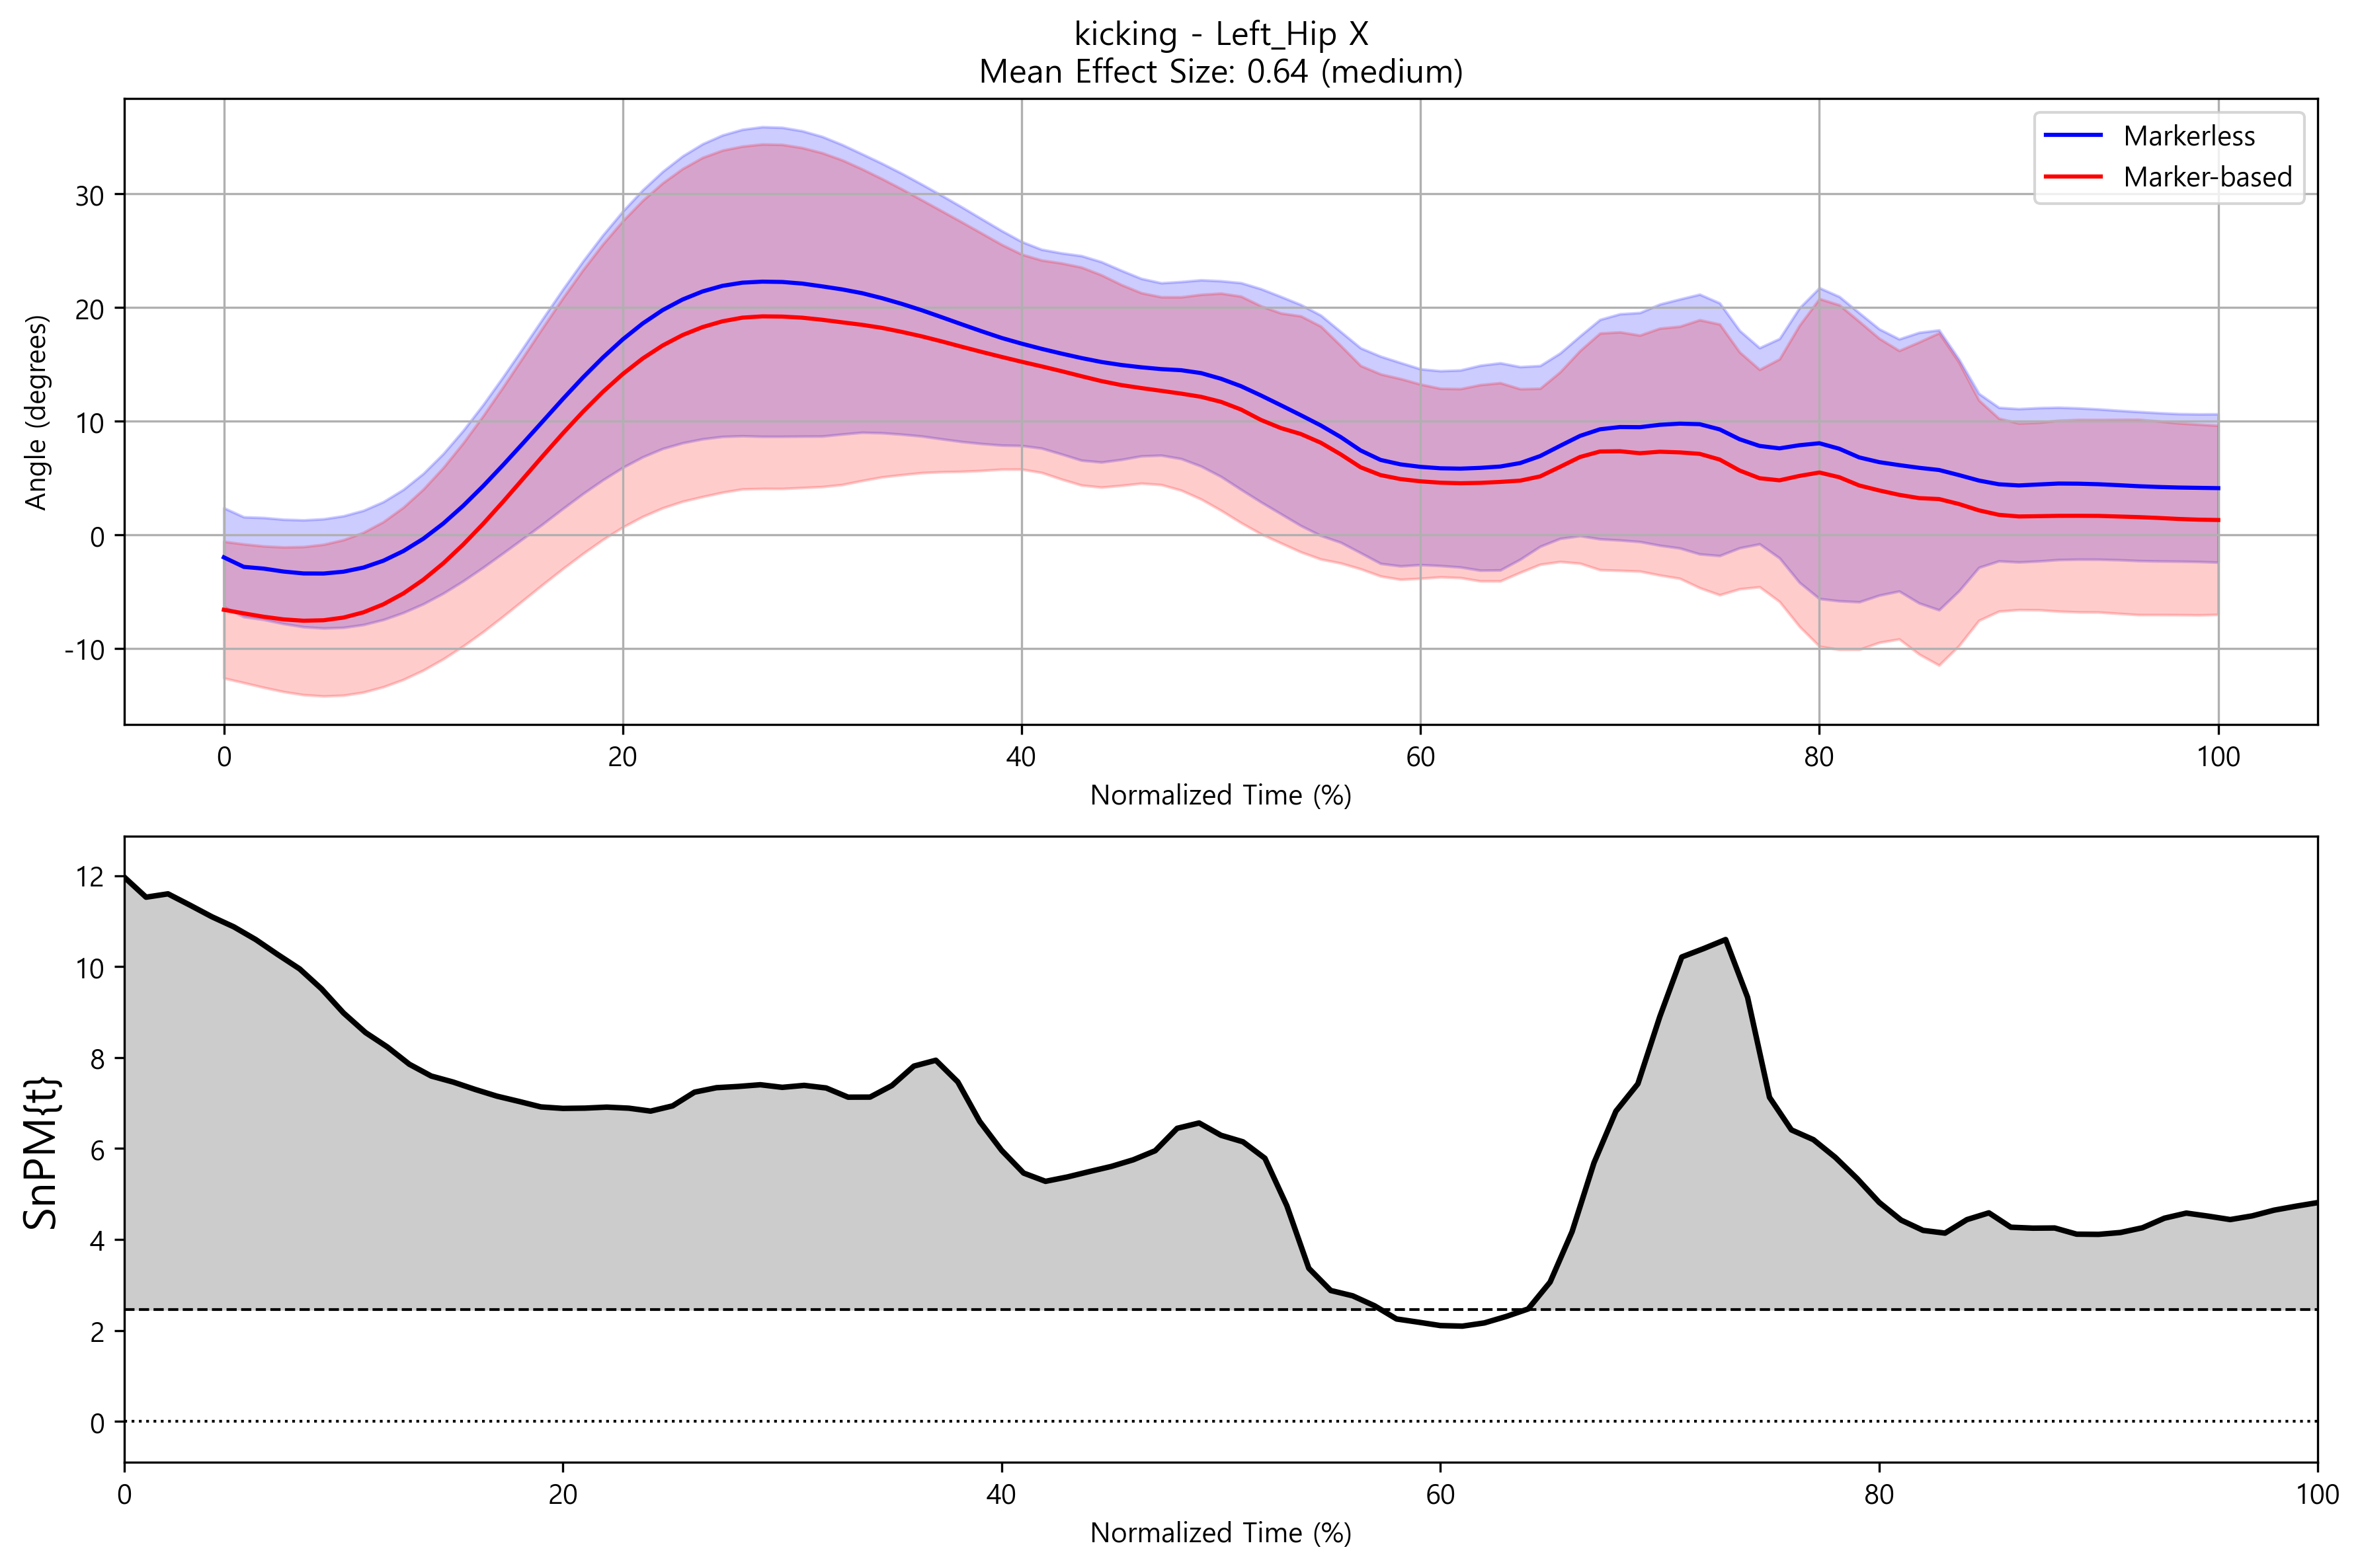 kicking - Left_Hip X
Mean Effect Size: 0.64 (medium)
Markerless
Marker-based
Angle (degrees)
30
20
10
0
-10
0 20 40 60 80 100
Normalized Time (%)
SnPM{t}
12
10
8
6
4
2
0
0 20 40 60 80 100
Normalized Time (%)